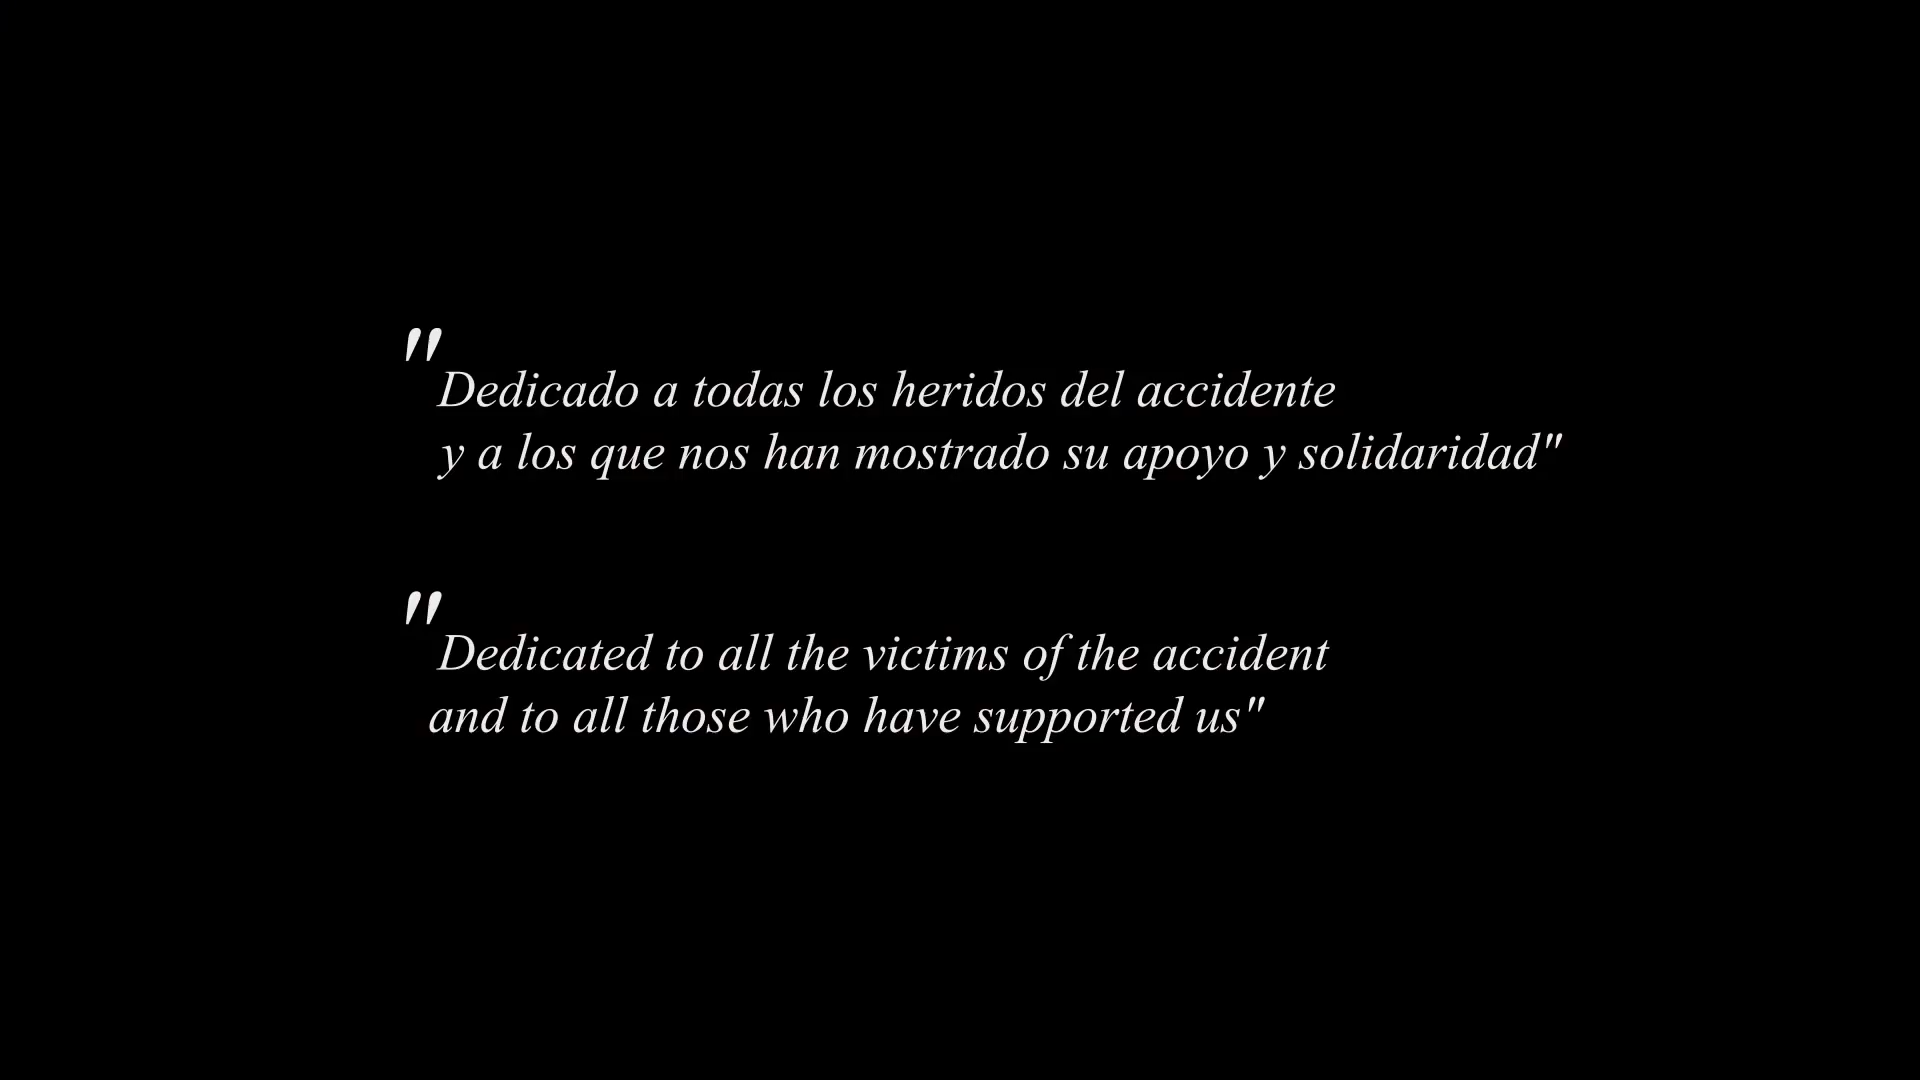 "Dedicado a todas los heridos del accidente
y a los que nos han mostrado su apoyo y solidaridad"
"Dedicated to all the victims of the accident
and to all those who have supported us"